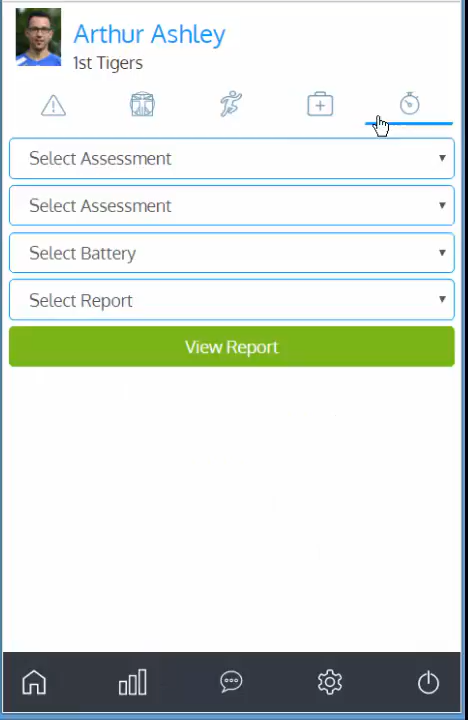 Arthur Ashley
1st Tigers
Select Assessment
Select Assessment
Select Battery
Select Report
View Report